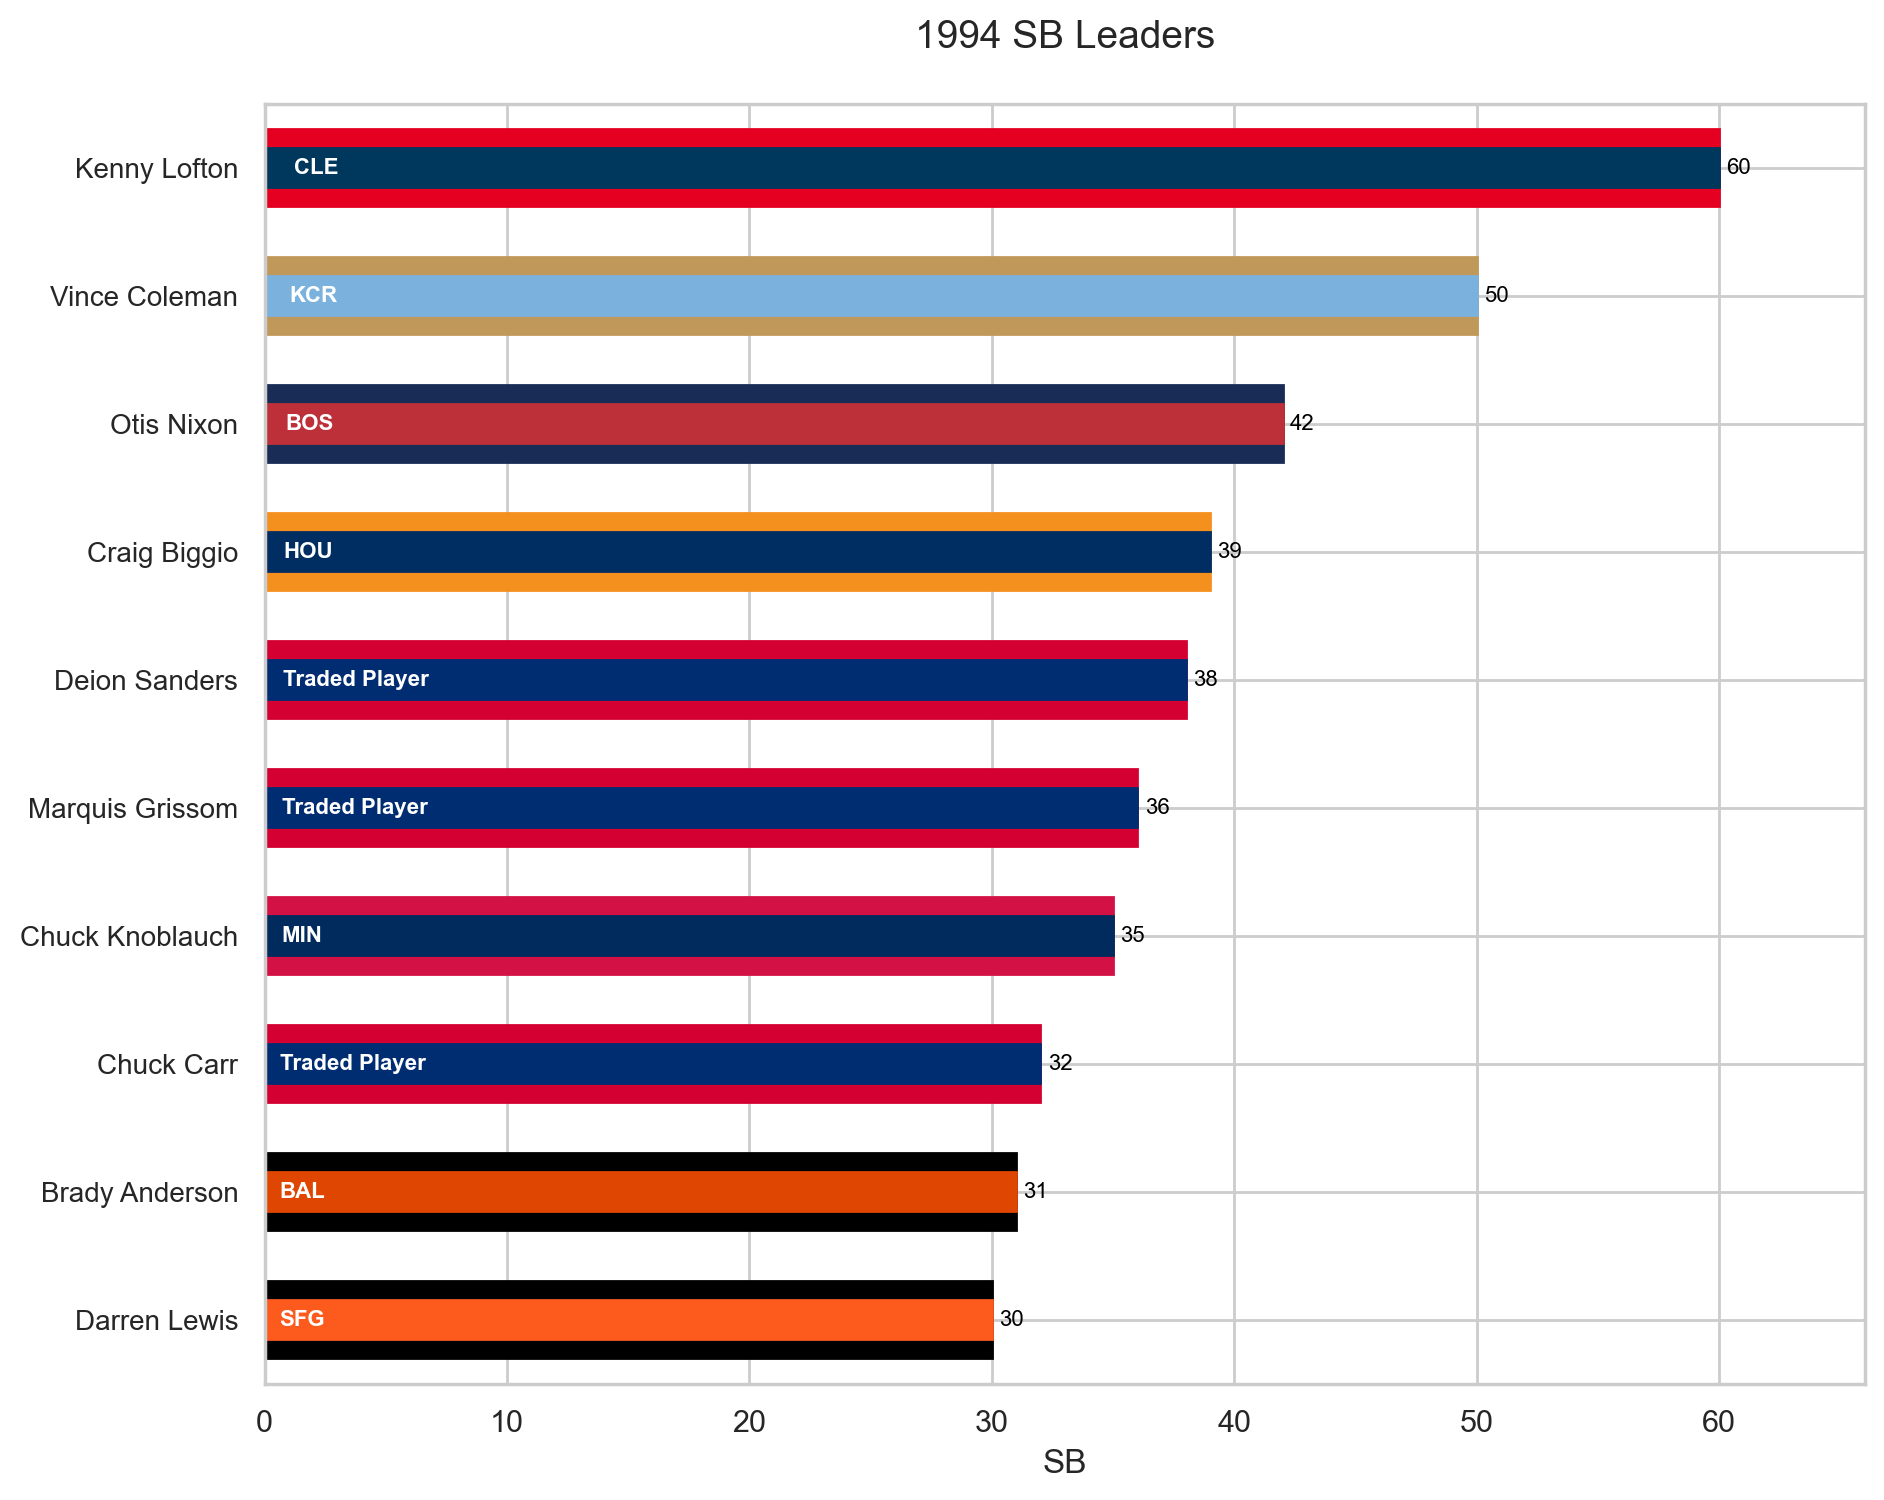 1994 SB Leaders
Kenny Lofton CLE 60
Vince Coleman KCR 50
Otis Nixon BOS 42
Craig Biggio HOU 39
Deion Sanders Traded Player 38
Marquis Grissom Traded Player 36
Chuck Knoblauch MIN 35
Chuck Carr Traded Player 32
Brady Anderson BAL 31
Darren Lewis SFG 30
0 10 20 30 40 50 60
SB